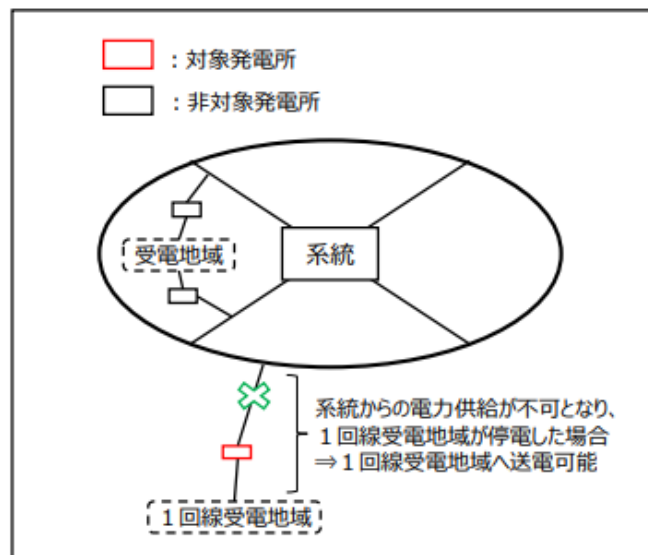 ：対象発電所
：非対象発電所
受電地域
系統
系統からの電力供給が不可となり、
１回線受電地域が停電した場合
⇒１回線受電地域へ送電可能
１回線受電地域